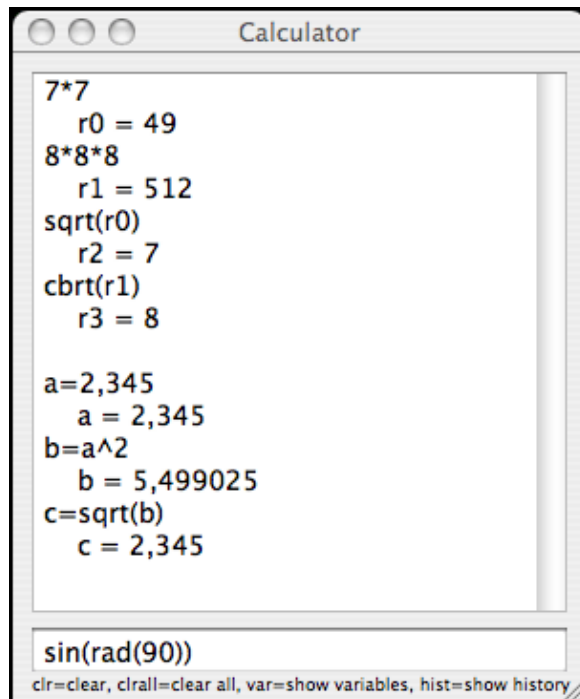 Calculator
7*7
r0 = 49
8*8*8
r1 = 512
sqrt(r0)
r2 = 7
cbrt(r1)
r3 = 8
a=2,345
a = 2,345
b=a^2
b = 5,499025
c=sqrt(b)
c = 2,345
sin(rad(90))
clr=clear, clrall=clear all, var=show variables, hist=show history